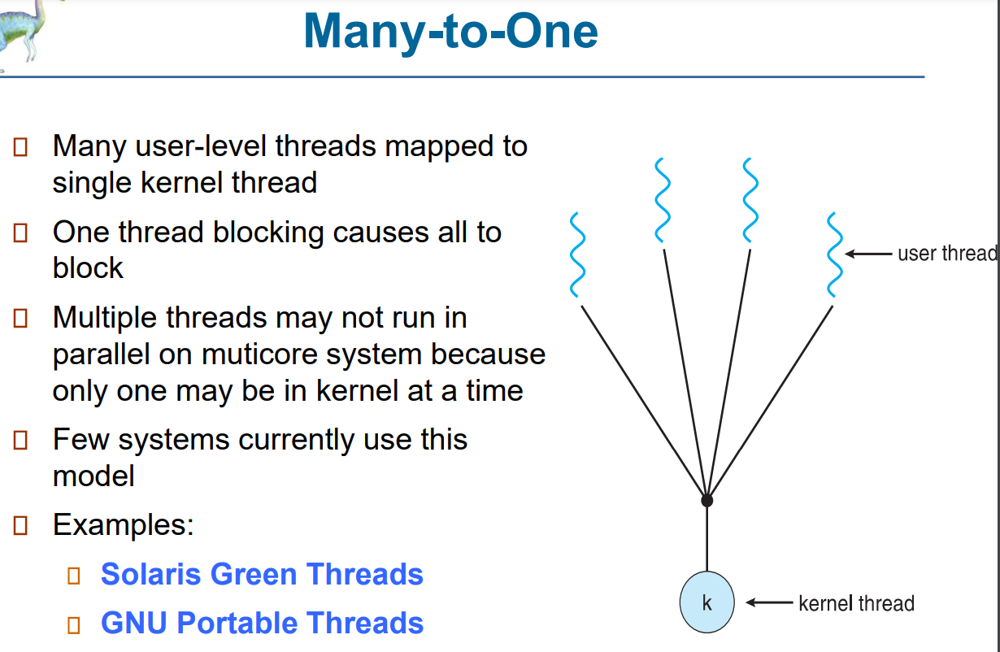 Many-to-One
Many user-level threads mapped to
single kernel thread
One thread blocking causes all to
block
Multiple threads may not run in
parallel on muticore system because
only one may be in kernel at a time
Few systems currently use this
model
Examples:
Solaris Green Threads
GNU Portable Threads
user thread
k
kernel thread